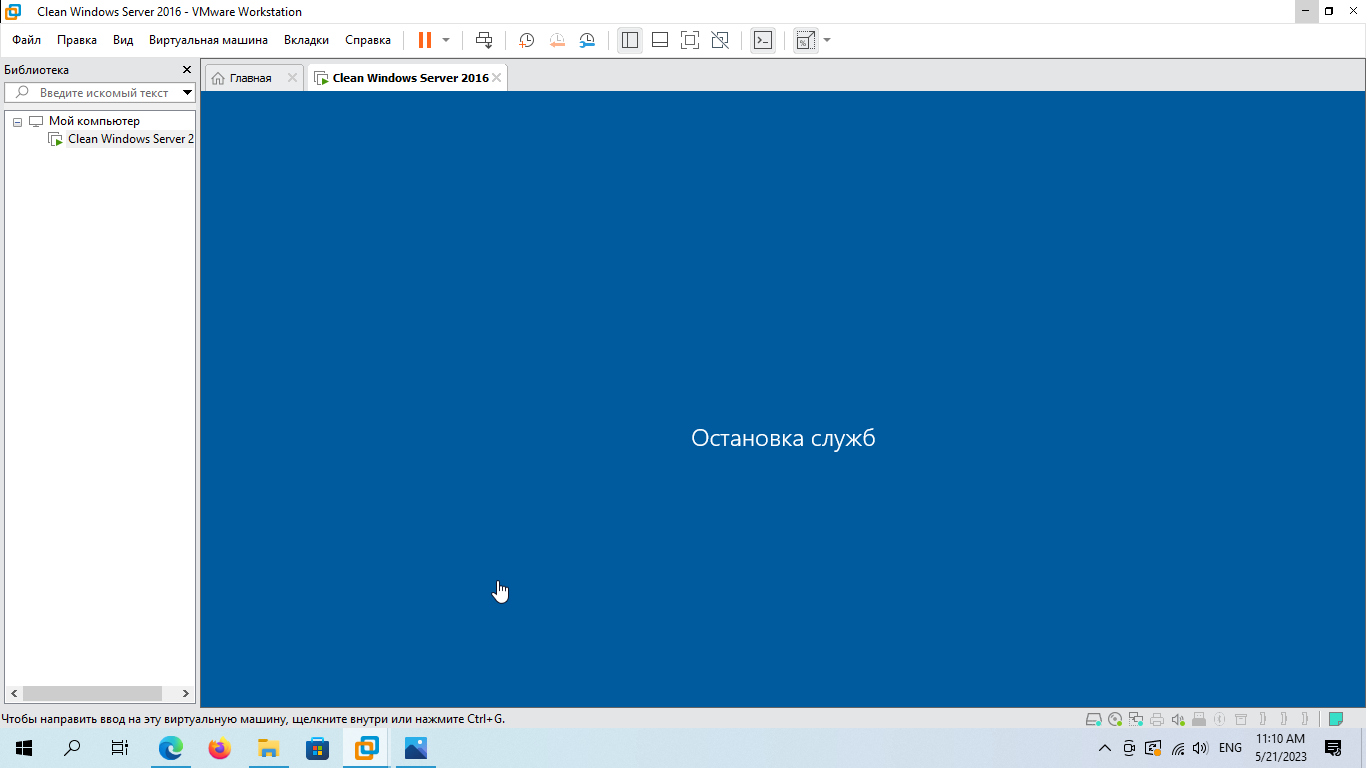 Clean Windows Server 2016 - VMware Workstation
Файл Правка Вид Виртуальная машина Вкладки Справка
Библиотека
Введите искомый текст
Мой компьютер
Clean Windows Server 2
Главная
Clean Windows Server 2016
Остановка служб
Чтобы направить ввод на эту виртуальную машину, щелкните внутри или нажмите Ctrl+G.
ENG
11:10 AM
5/21/2023